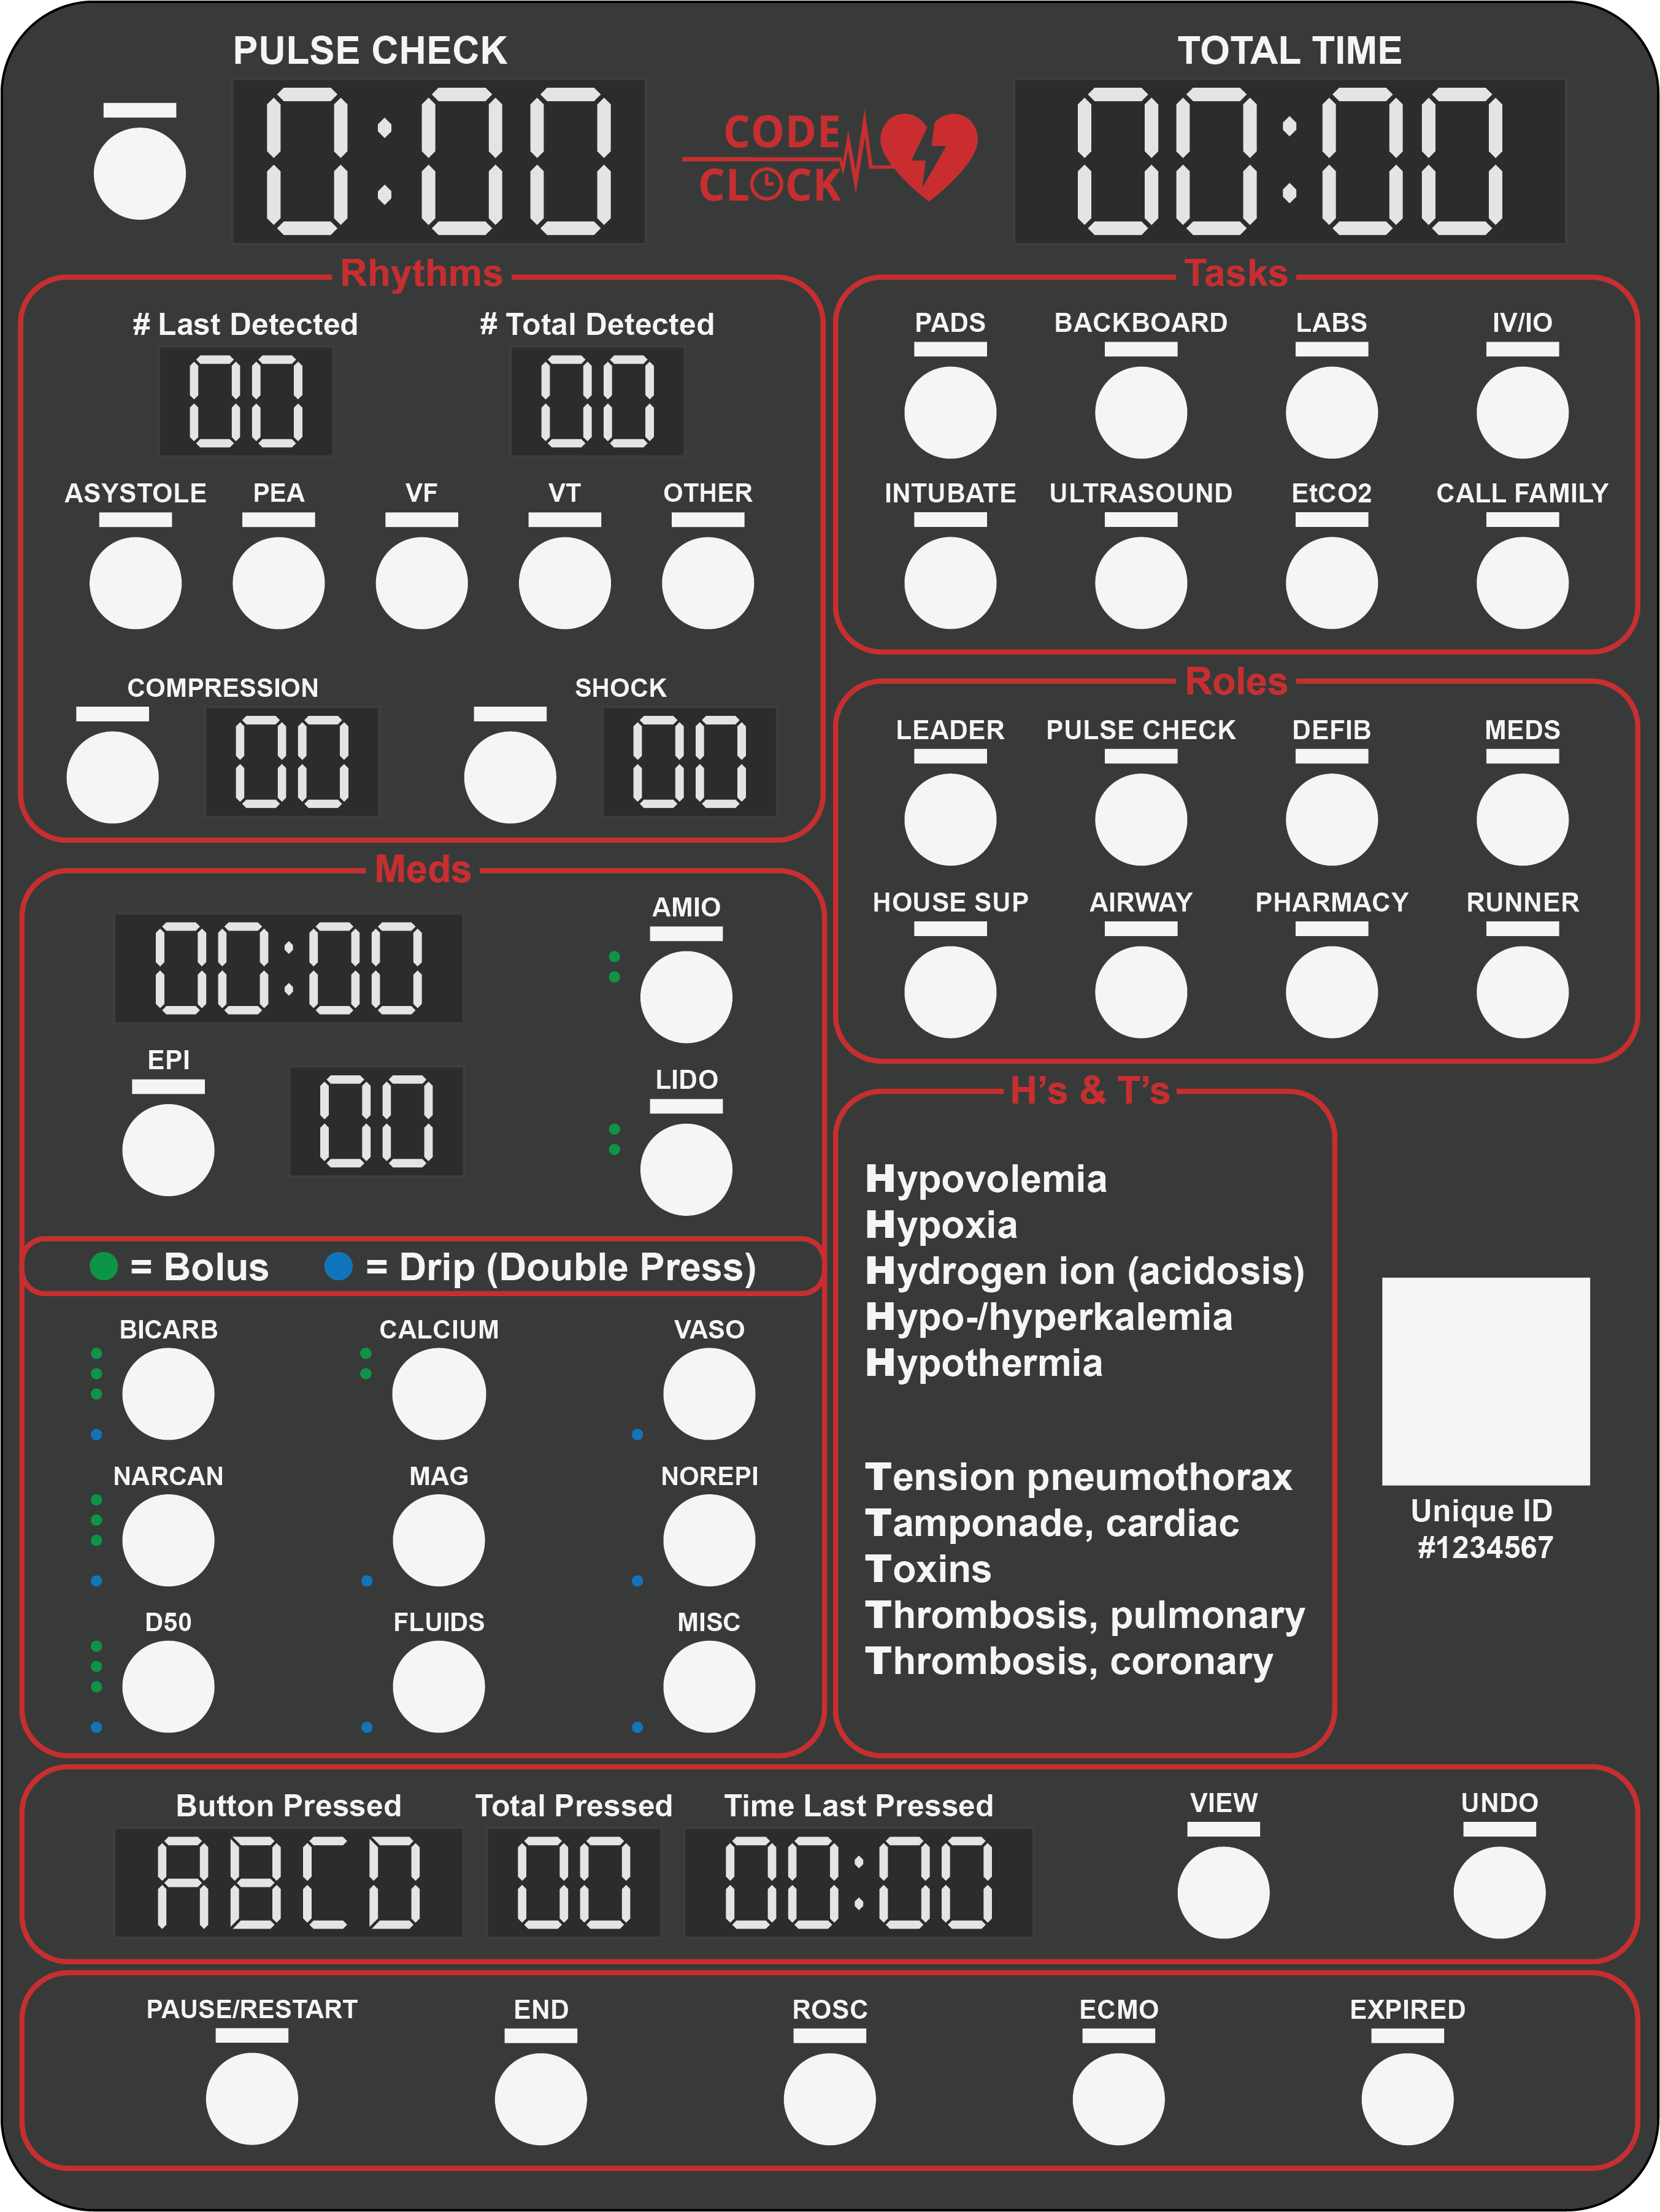 PULSE CHECK
TOTAL TIME
0:00
CODE
CLOCK
00:00
Rhythms
# Last Detected
# Total Detected
00
00
ASYSTOLE
PEA
VF
VT
OTHER
COMPRESSION
SHOCK
00
00
Tasks
PADS
BACKBOARD
LABS
IV/IO
INTUBATE
ULTRASOUND
EtCO2
CALL FAMILY
Roles
LEADER
PULSE CHECK
DEFIB
MEDS
HOUSE SUP
AIRWAY
PHARMACY
RUNNER
Meds
00:00
AMIO
EPI
00
LIDO
= Bolus
= Drip (Double Press)
BICARB
CALCIUM
VASO
NARCAN
MAG
NOREPI
D50
FLUIDS
MISC
H’s & T’s
Hypovolemia
Hypoxia
Hydrogen ion (acidosis)
Hypo-/hyperkalemia
Hypothermia
Tension pneumothorax
Tamponade, cardiac
Toxins
Thrombosis, pulmonary
Thrombosis, coronary
Unique ID
#1234567
Button Pressed
Total Pressed
Time Last Pressed
VIEW
UNDO
ABCD
00
00:00
PAUSE/RESTART
END
ROSC
ECMO
EXPIRED